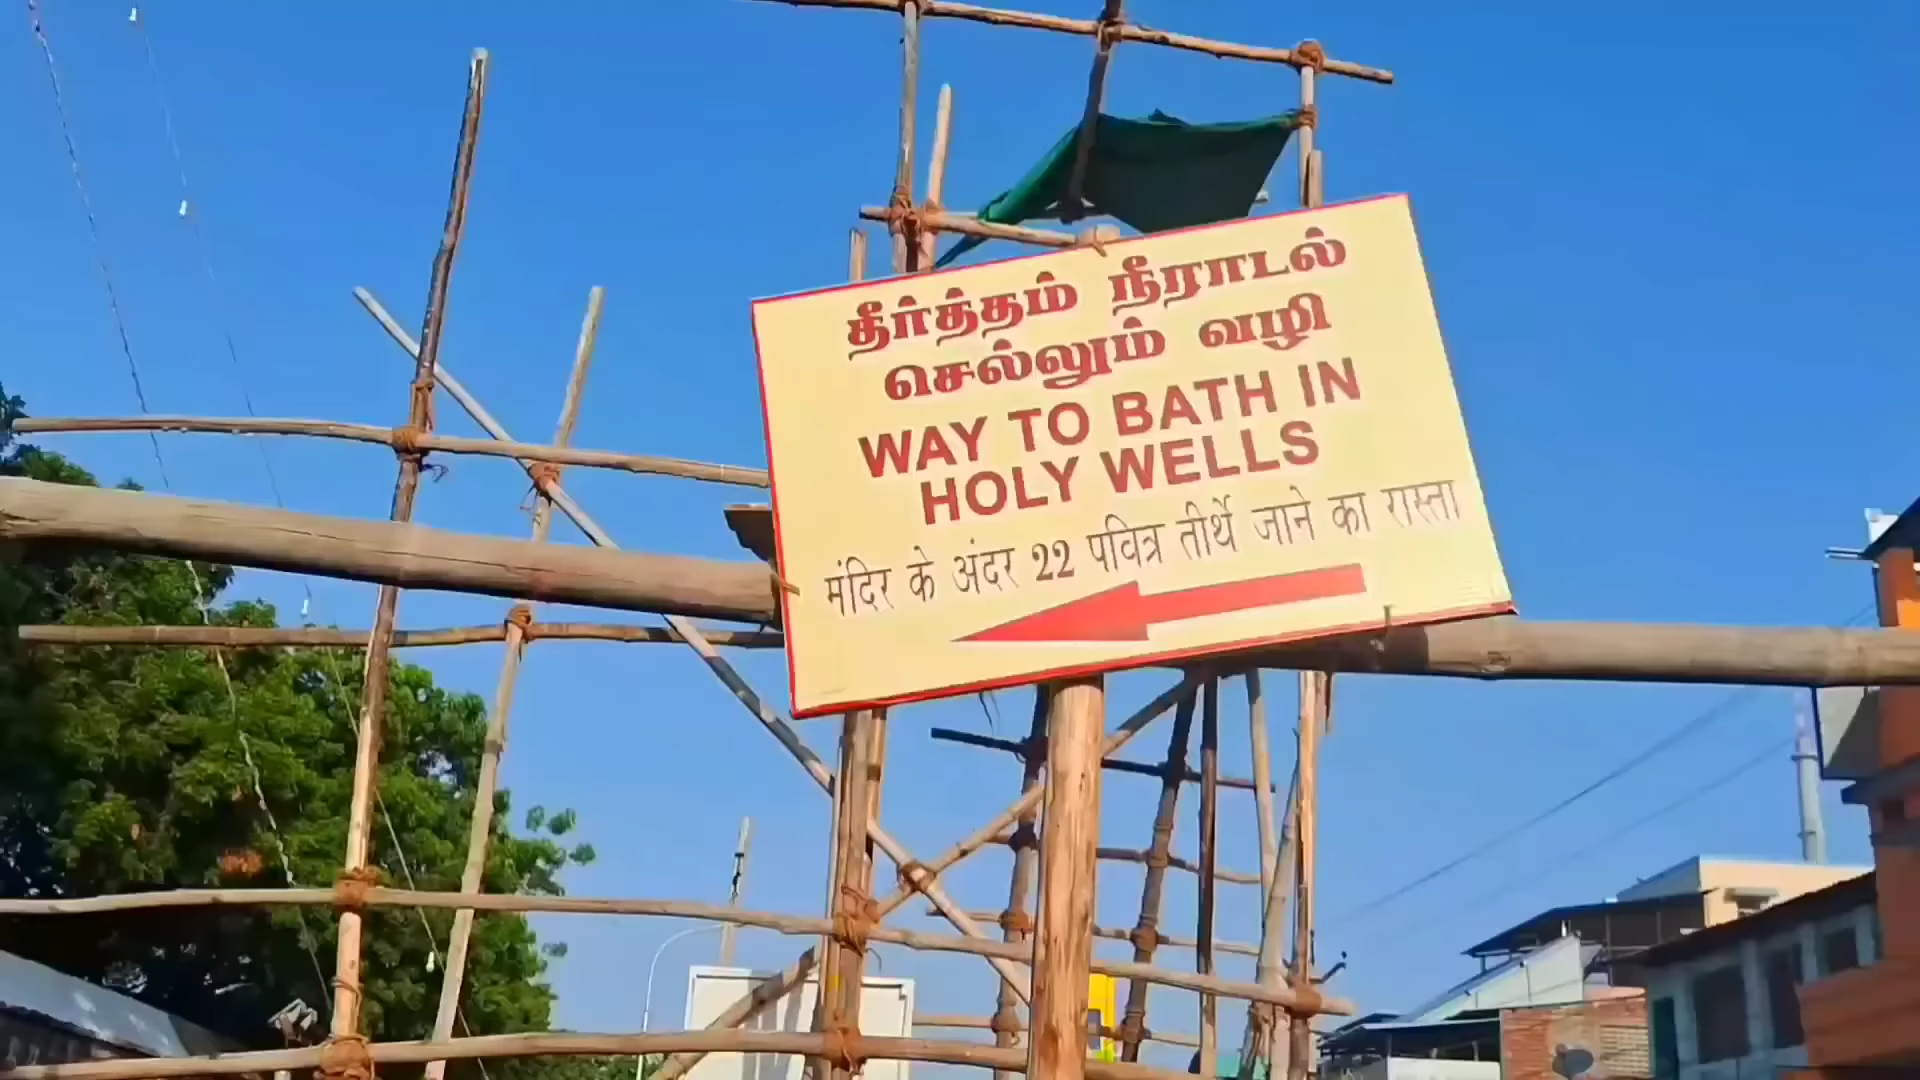 தீர்த்தம் நீராடல்
செல்லும் வழி
WAY TO BATH IN
HOLY WELLS
मंदिर के अंदर 22 पवित्र तीर्थे जाने का रास्ता